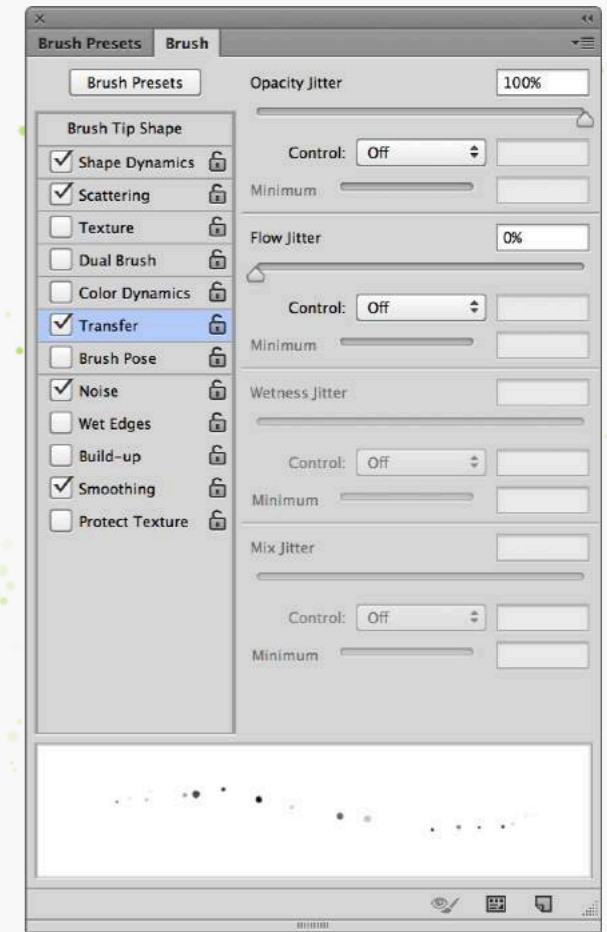 Brush Presets Brush
Brush Presets
Brush Tip Shape
Shape Dynamics
Scattering
Texture
Dual Brush
Color Dynamics
Transfer
Brush Pose
Noise
Wet Edges
Build-up
Smoothing
Protect Texture
Opacity Jitter 100%
Control: Off
Minimum
Flow Jitter 0%
Control: Off
Minimum
Wetness Jitter
Control: Off
Minimum
Mix Jitter
Control: Off
Minimum